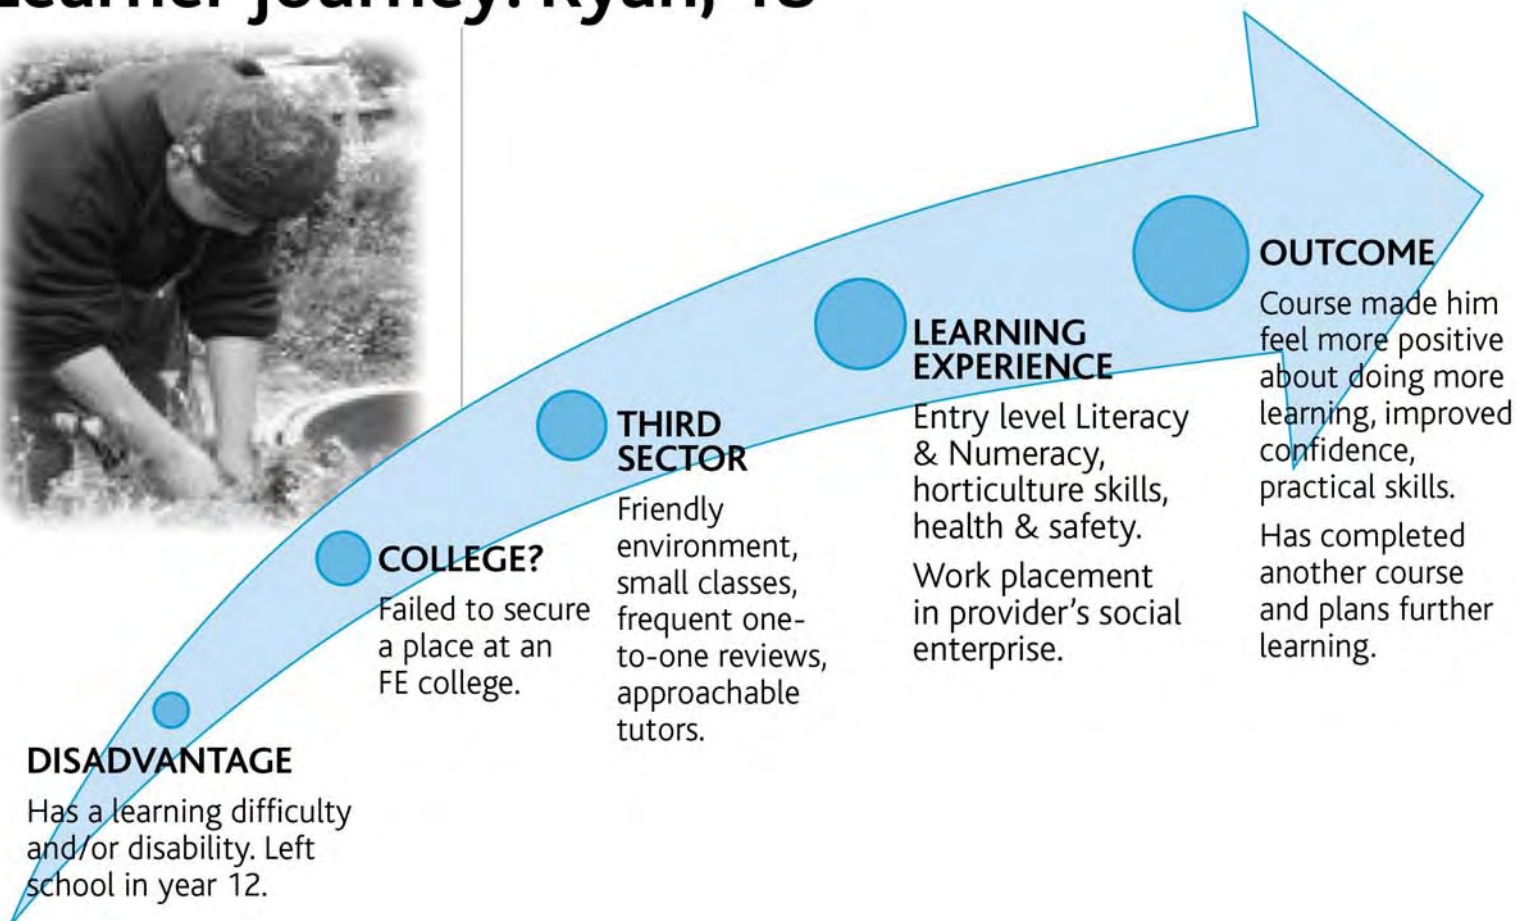 Learner journey: Ryan,
DISADVANTAGE
Has a learning difficulty
and/or disability. Left
school in year 12.
COLLEGE?
Failed to secure
a place at an
FE college.
THIRD
SECTOR
Friendly
environment,
small classes,
frequent one-
to-one reviews,
approachable
tutors.
LEARNING
EXPERIENCE
Entry level Literacy
& Numeracy,
horticulture skills,
health & safety.
Work placement
in provider’s social
enterprise.
OUTCOME
Course made him
feel more positive
about doing more
learning, improved
confidence,
practical skills.
Has completed
another course
and plans further
learning.